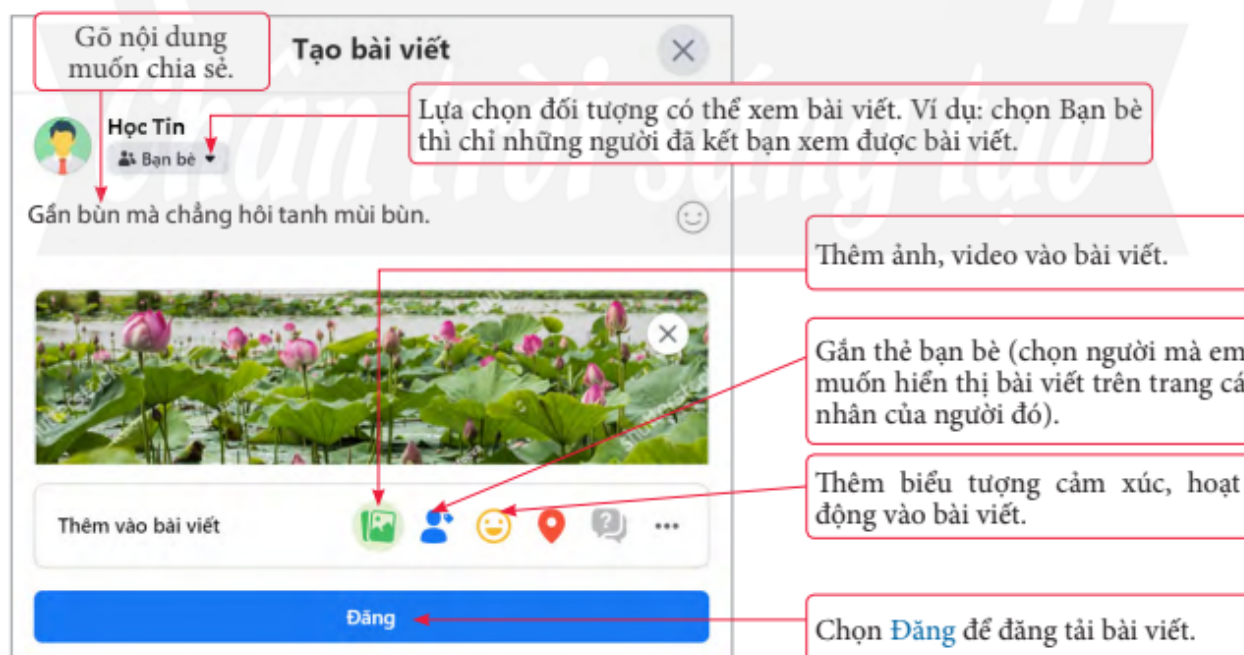 Gõ nội dung
muốn chia sẻ.
Tạo bài viết
Lựa chọn đối tượng có thể xem bài viết. Ví dụ: chọn Bạn bè
thì chỉ những người đã kết bạn xem được bài viết.
Học Tin
Bạn bè
Gần bùn mà chẳng hôi tanh mùi bùn.
Thêm ảnh, video vào bài viết.
Gắn thẻ bạn bè (chọn người mà em
muốn hiển thị bài viết trên trang cá
nhân của người đó).
Thêm biểu tượng cảm xúc, hoạt
động vào bài viết.
Thêm vào bài viết
Đăng
Chọn Đăng để đăng tải bài viết.
Chân trời sáng tạo